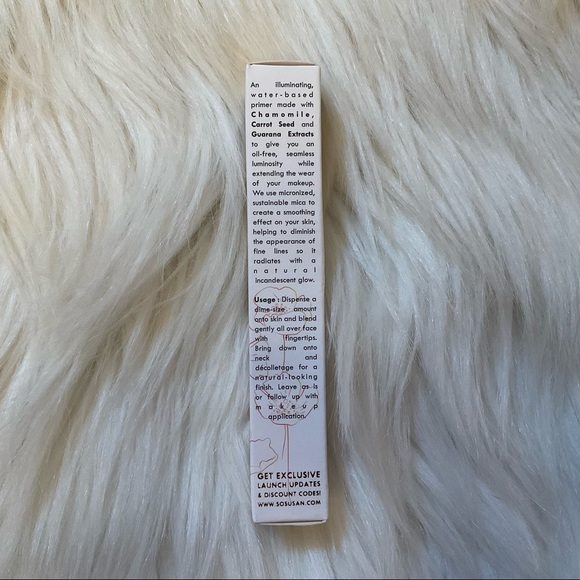 An Illuminating,
water-based
primer made with
Chamomile,
Carrot Seed and
Guarana Extracts
to give you an
oil-free, seamless
luminosity while
extending the wear
of your makeup.
We use micronized,
sustainable mica to
create a smoothing
effect on your skin,
helping to diminish
the appearance of
fine lines so it
radiates with a
natural
incandescent glow.
Usage: Dispense a
dime-size amount
onto skin and blend
gently all over face
with fingertips.
Bring down onto
neck and
décolletage for a
natural-looking
finish. Leave as is
or follow up with
makeup
application.
GET EXCLUSIVE
LAUNCH UPDATES
& DISCOUNT CODES!
WWW.SOSUSAN.COM